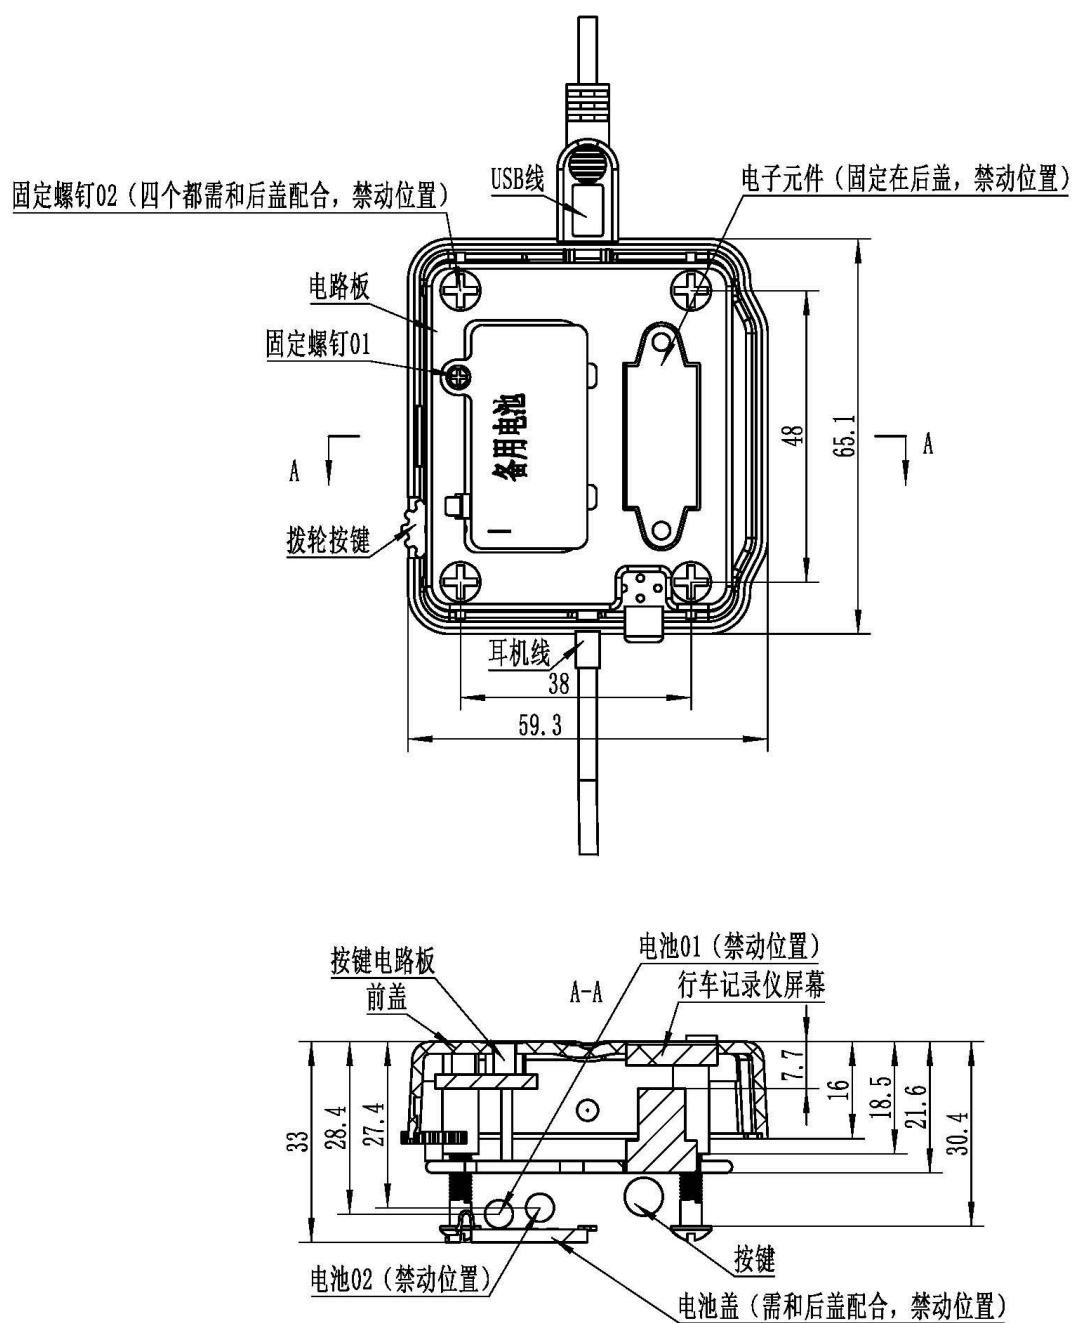 USB线
电子元件（固定在后盖，禁动位置）
固定螺钉02（四个都需和后盖配合，禁动位置）
电路板
固定螺钉01
备用电池
48
65.1
A
A
拨轮按键
耳机线
38
59.3
电池01（禁动位置）
按键电路板
行车记录仪屏幕
前盖
A-A
33
28.4
27.4
7.7
16
18.5
21.6
30.4
按键
电池02（禁动位置）
电池盖（需和后盖配合，禁动位置）